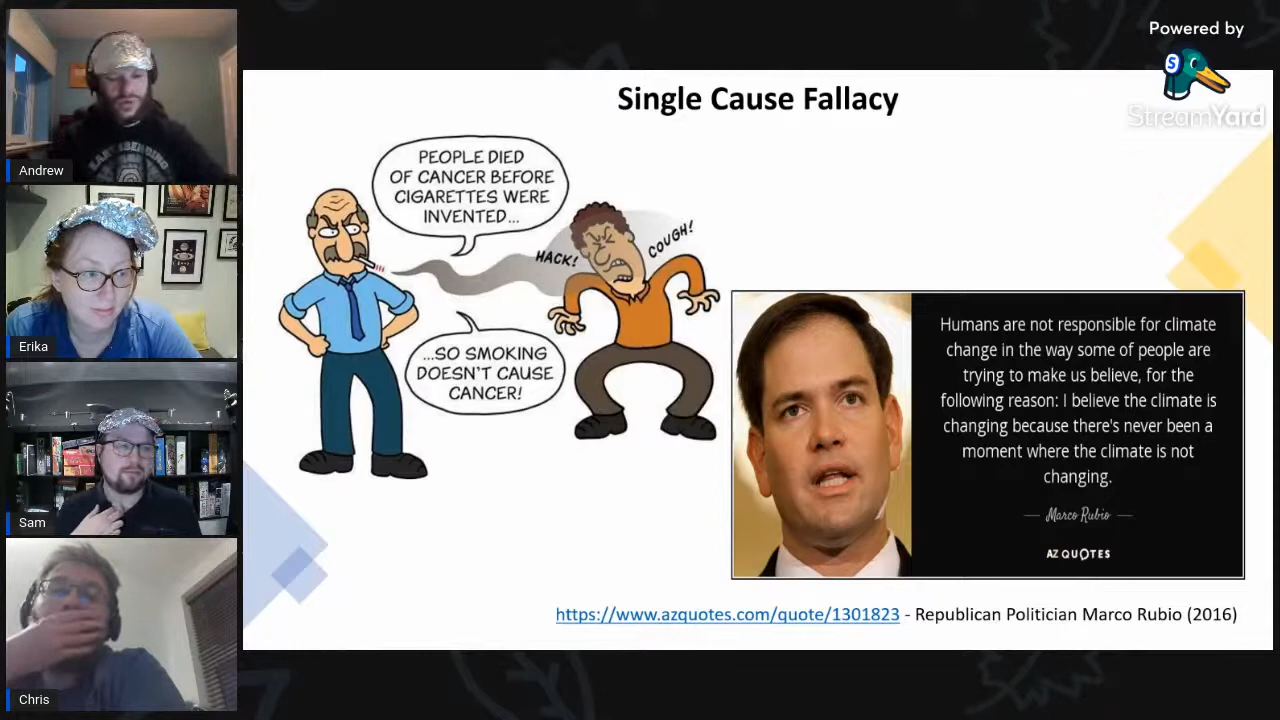 Powered by
StreamYard
S
Andrew
EARTHBENDING
Erika
Sam
Chris
Single Cause Fallacy
PEOPLE DIED
OF CANCER BEFORE
CIGARETTES WERE
INVENTED...
HACK!
COUGH!
...SO SMOKING
DOESN'T CAUSE
CANCER!
Humans are not responsible for climate
change in the way some of people are
trying to make us believe, for the
following reason: I believe the climate is
changing because there's never been a
moment where the climate is not
changing.
Marco Rubio
AZ QUOTES
https://www.azquotes.com/quote/1301823 - Republican Politician Marco Rubio (2016)